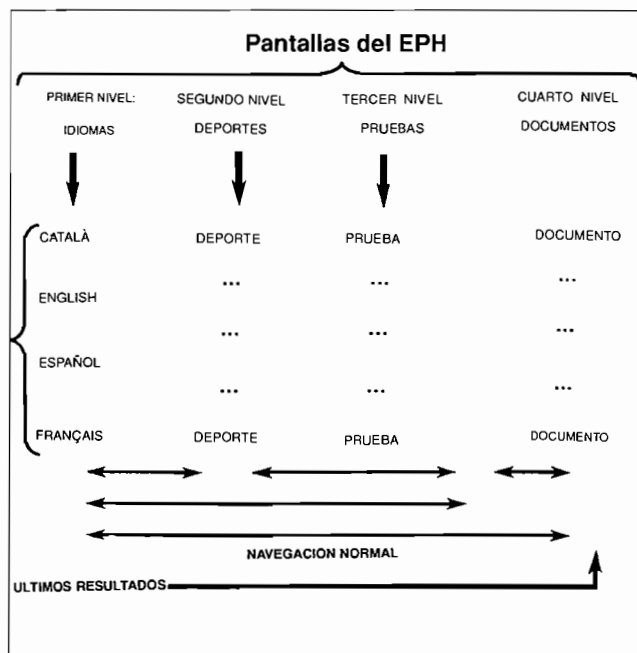 Pantallas del EPH
PRIMER NIVEL: SEGUNDO NIVEL TERCER NIVEL CUARTO NIVEL
IDIOMAS DEPORTES PRUEBAS DOCUMENTOS
CATALÀ DEPORTE PRUEBA DOCUMENTO
... ... ...
ENGLISH
... ... ...
ESPAÑOL
... ... ...
FRANÇAIS DEPORTE PRUEBA DOCUMENTO
NAVEGACION NORMAL
ULTIMOS RESULTADOS